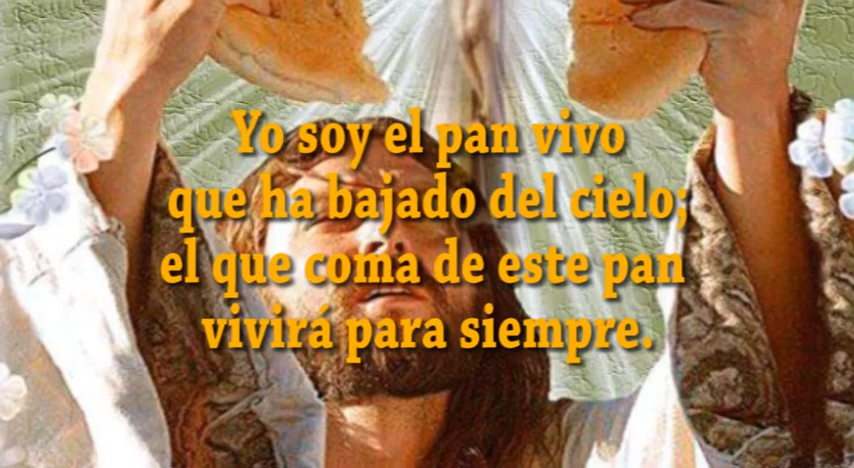 Yo soy el pan vivo
que ha bajado del cielo;
el que coma de este pan
vivirá para siempre.